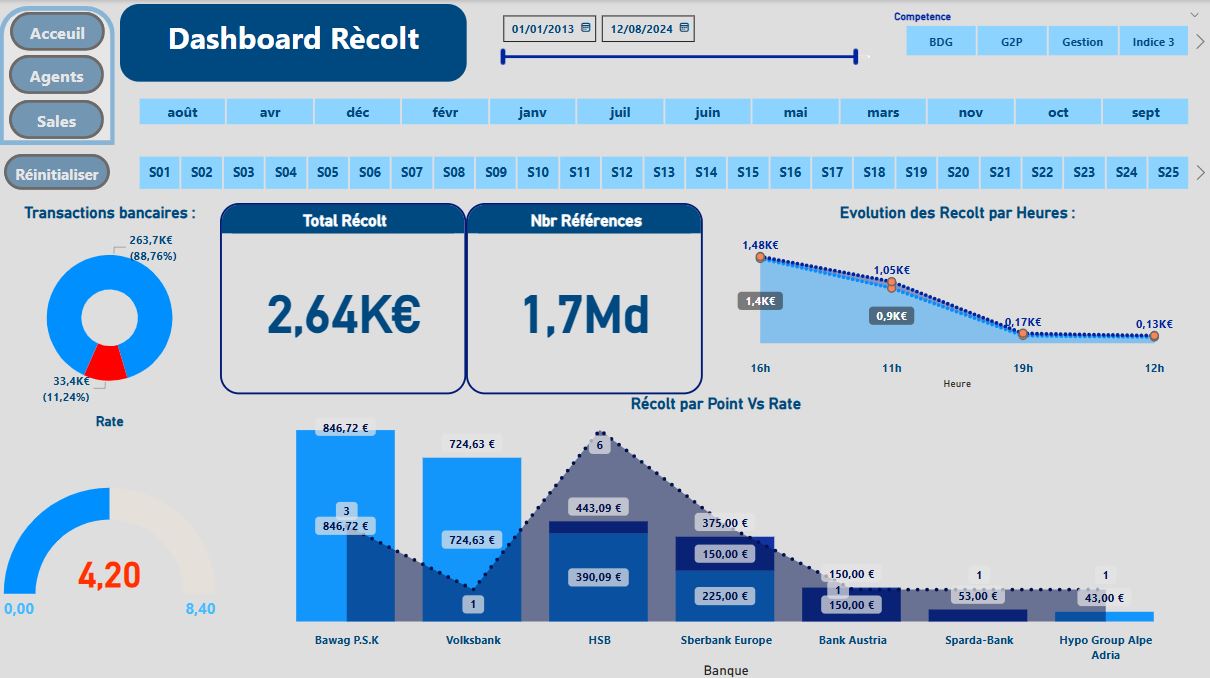 Acceuil
Agents
Sales
Réinitialiser
Dashboard Rècolt
01/01/2013
12/08/2024
Competence
BDG
G2P
Gestion
Indice 3
août
avr
déc
févr
janv
juil
juin
mai
mars
nov
oct
sept
S01
S02
S03
S04
S05
S06
S07
S08
S09
S10
S11
S12
S13
S14
S15
S16
S17
S18
S19
S20
S21
S22
S23
S24
S25
Transactions bancaires :
263,7K€
(88,76%)
33,4K€
(11,24%)
Total Récolt
2,64K€
Nbr Références
1,7Md
Evolution des Recolt par Heures :
1,48K€
1,05K€
0,17K€
0,13K€
1,4K€
0,9K€
16h
11h
19h
12h
Heure
Rate
4,20
0,00
8,40
Récolt par Point Vs Rate
846,72 €
3
846,72 €
724,63 €
724,63 €
1
6
443,09 €
390,09 €
375,00 €
150,00 €
225,00 €
150,00 €
1
150,00 €
1
53,00 €
1
43,00 €
Bawag P.S.K
Volksbank
HSB
Sberbank Europe
Bank Austria
Sparda-Bank
Hypo Group Alpe
Adria
Banque